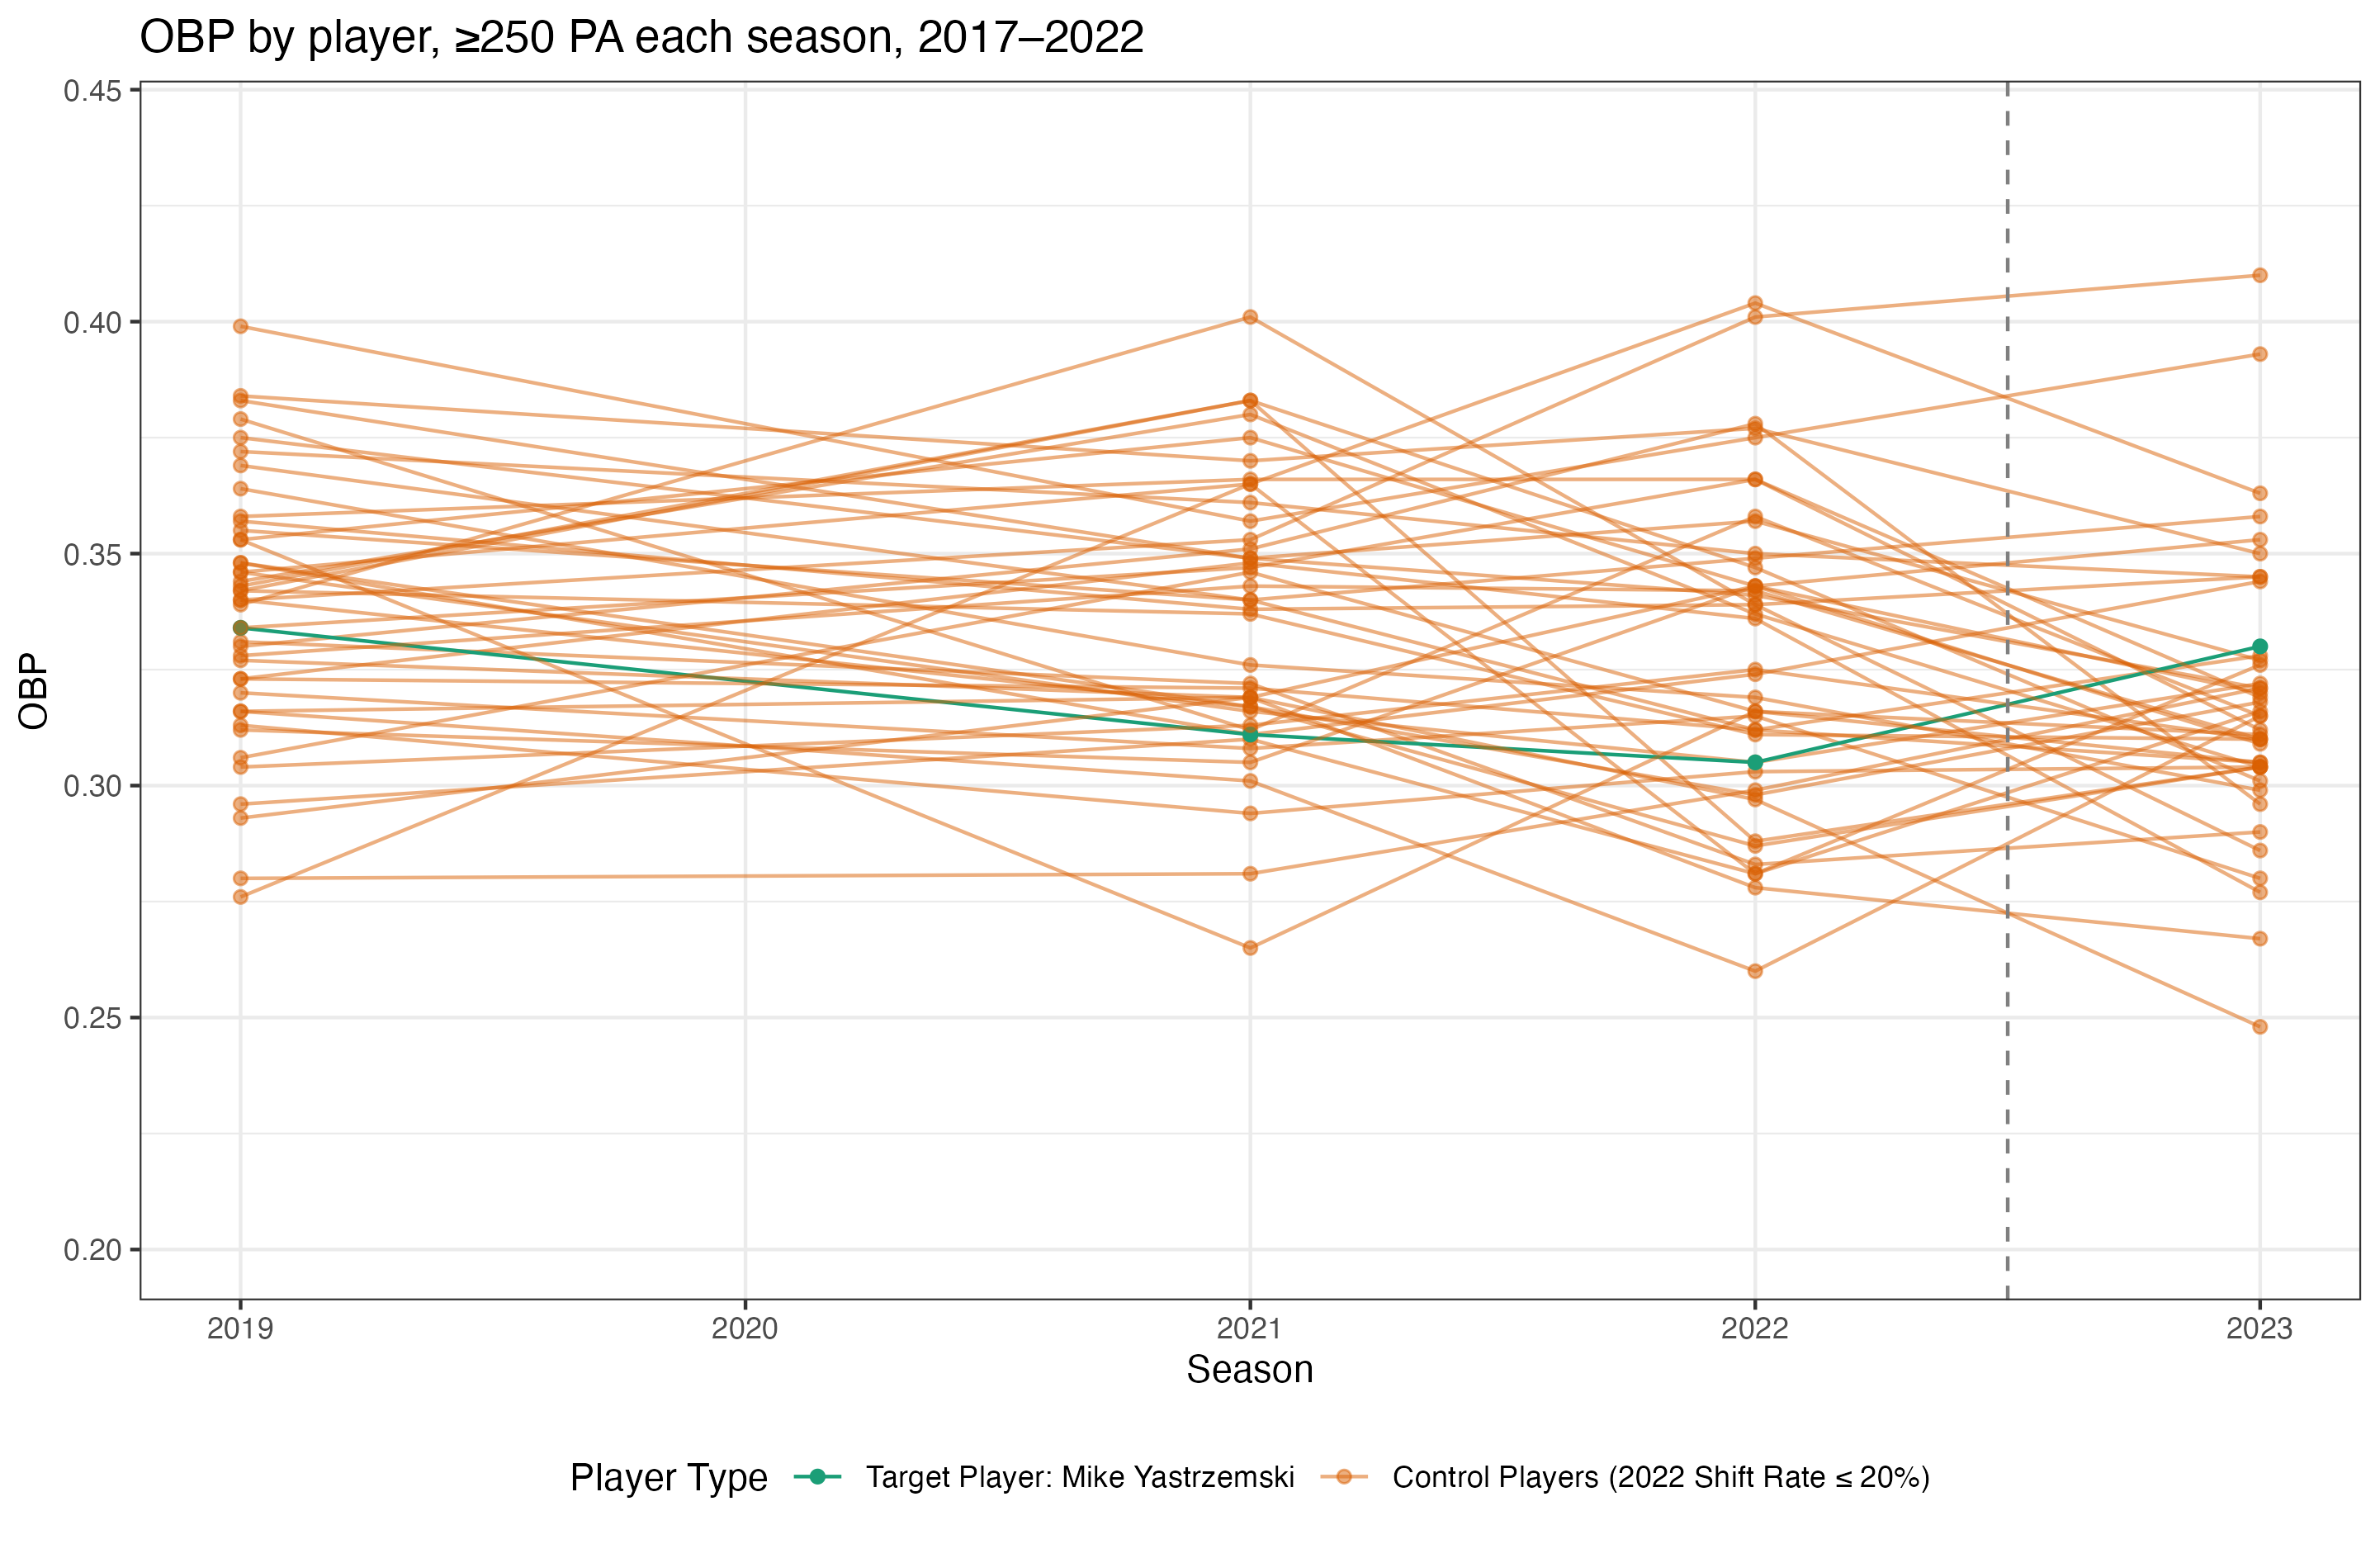 OBP by player, ≥250 PA each season, 2017–2022
0.45
0.40
0.35
0.30
0.25
0.20
OBP
2019 2020 2021 2022 2023
Season
Player Type Target Player: Mike Yastrzemski Control Players (2022 Shift Rate ≤ 20%)